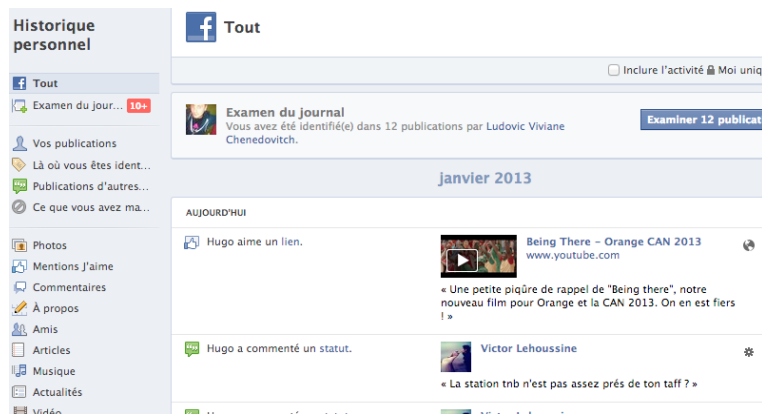 Historique
personnel
Tout
Examen du jour... 10+
Vos publications
Là où vous êtes ident...
Publications d'autres...
Ce que vous avez ma...
Photos
Mentions J'aime
Commentaires
À propos
Amis
Articles
Musique
Actualités
Vidéo
Tout
Inclure l'activité Moi uniq
Examen du journal
Vous avez été identifié(e) dans 12 publications par Ludovic Viviane
Chenedovitch.
Examiner 12 publicat
janvier 2013
AUJOURD'HUI
Hugo aime un lien.
Being There – Orange CAN 2013
www.youtube.com
« Une petite piqûre de rappel de "Being there", notre
nouveau film pour Orange et la CAN 2013. On en est fiers
! »
Hugo a commenté un statut.
Victor Lehoussine
« La station tnb n'est pas assez prés de ton taff ? »